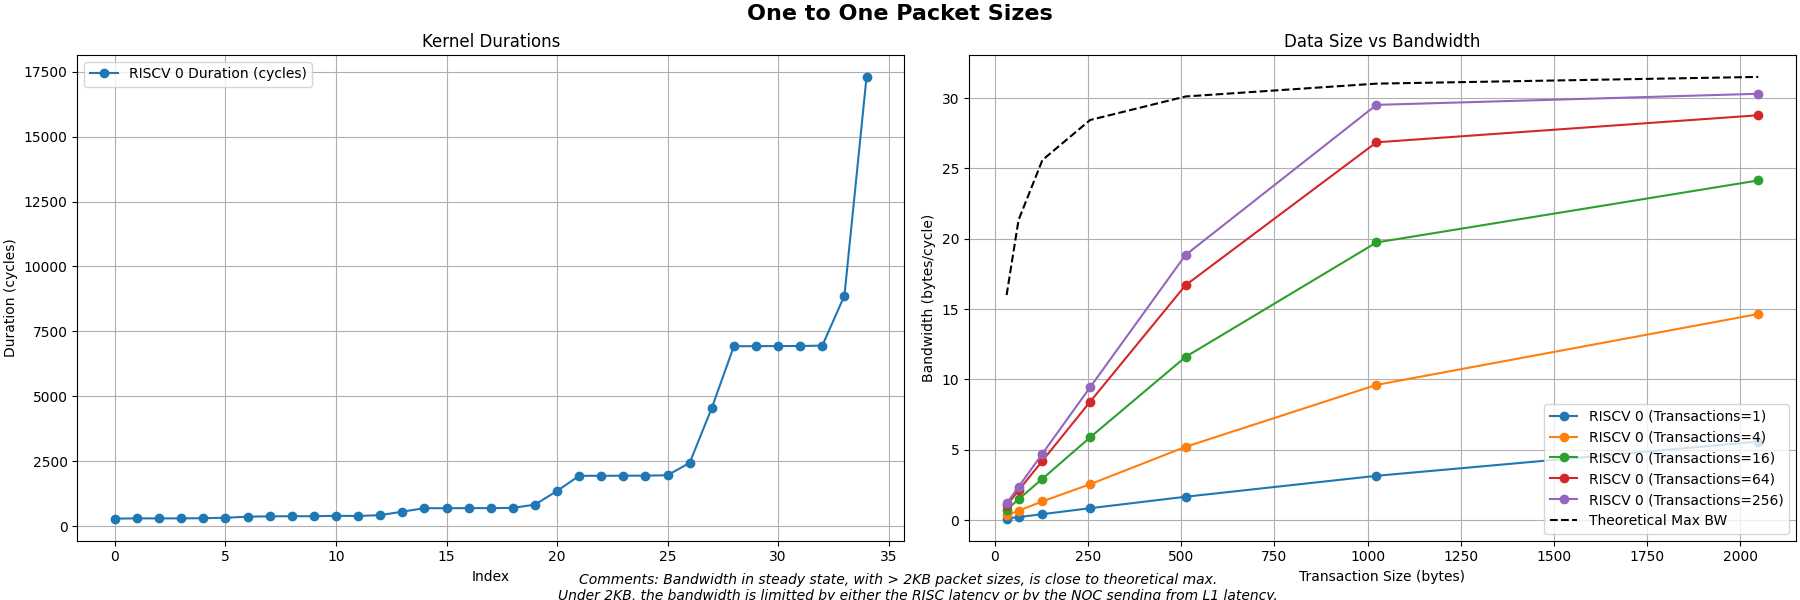 One to One Packet Sizes
Kernel Durations
RISCV 0 Duration (cycles)
17500
15000
12500
10000
7500
5000
2500
0
Duration (cycles)
0 5 10 15 20 25 30 35
Index
Data Size vs Bandwidth
30
25
20
15
10
5
0
Bandwidth (bytes/cycle)
RISCV 0 (Transactions=1)
RISCV 0 (Transactions=4)
RISCV 0 (Transactions=16)
RISCV 0 (Transactions=64)
RISCV 0 (Transactions=256)
Theoretical Max BW
0 250 500 750 1000 1250 1500 1750 2000
Transaction Size (bytes)
Comments: Bandwidth in steady state, with > 2KB packet sizes, is close to theoretical max.
Under 2KB, the bandwidth is limitted by either the RISC latency or by the NOC sending from L1 latency.